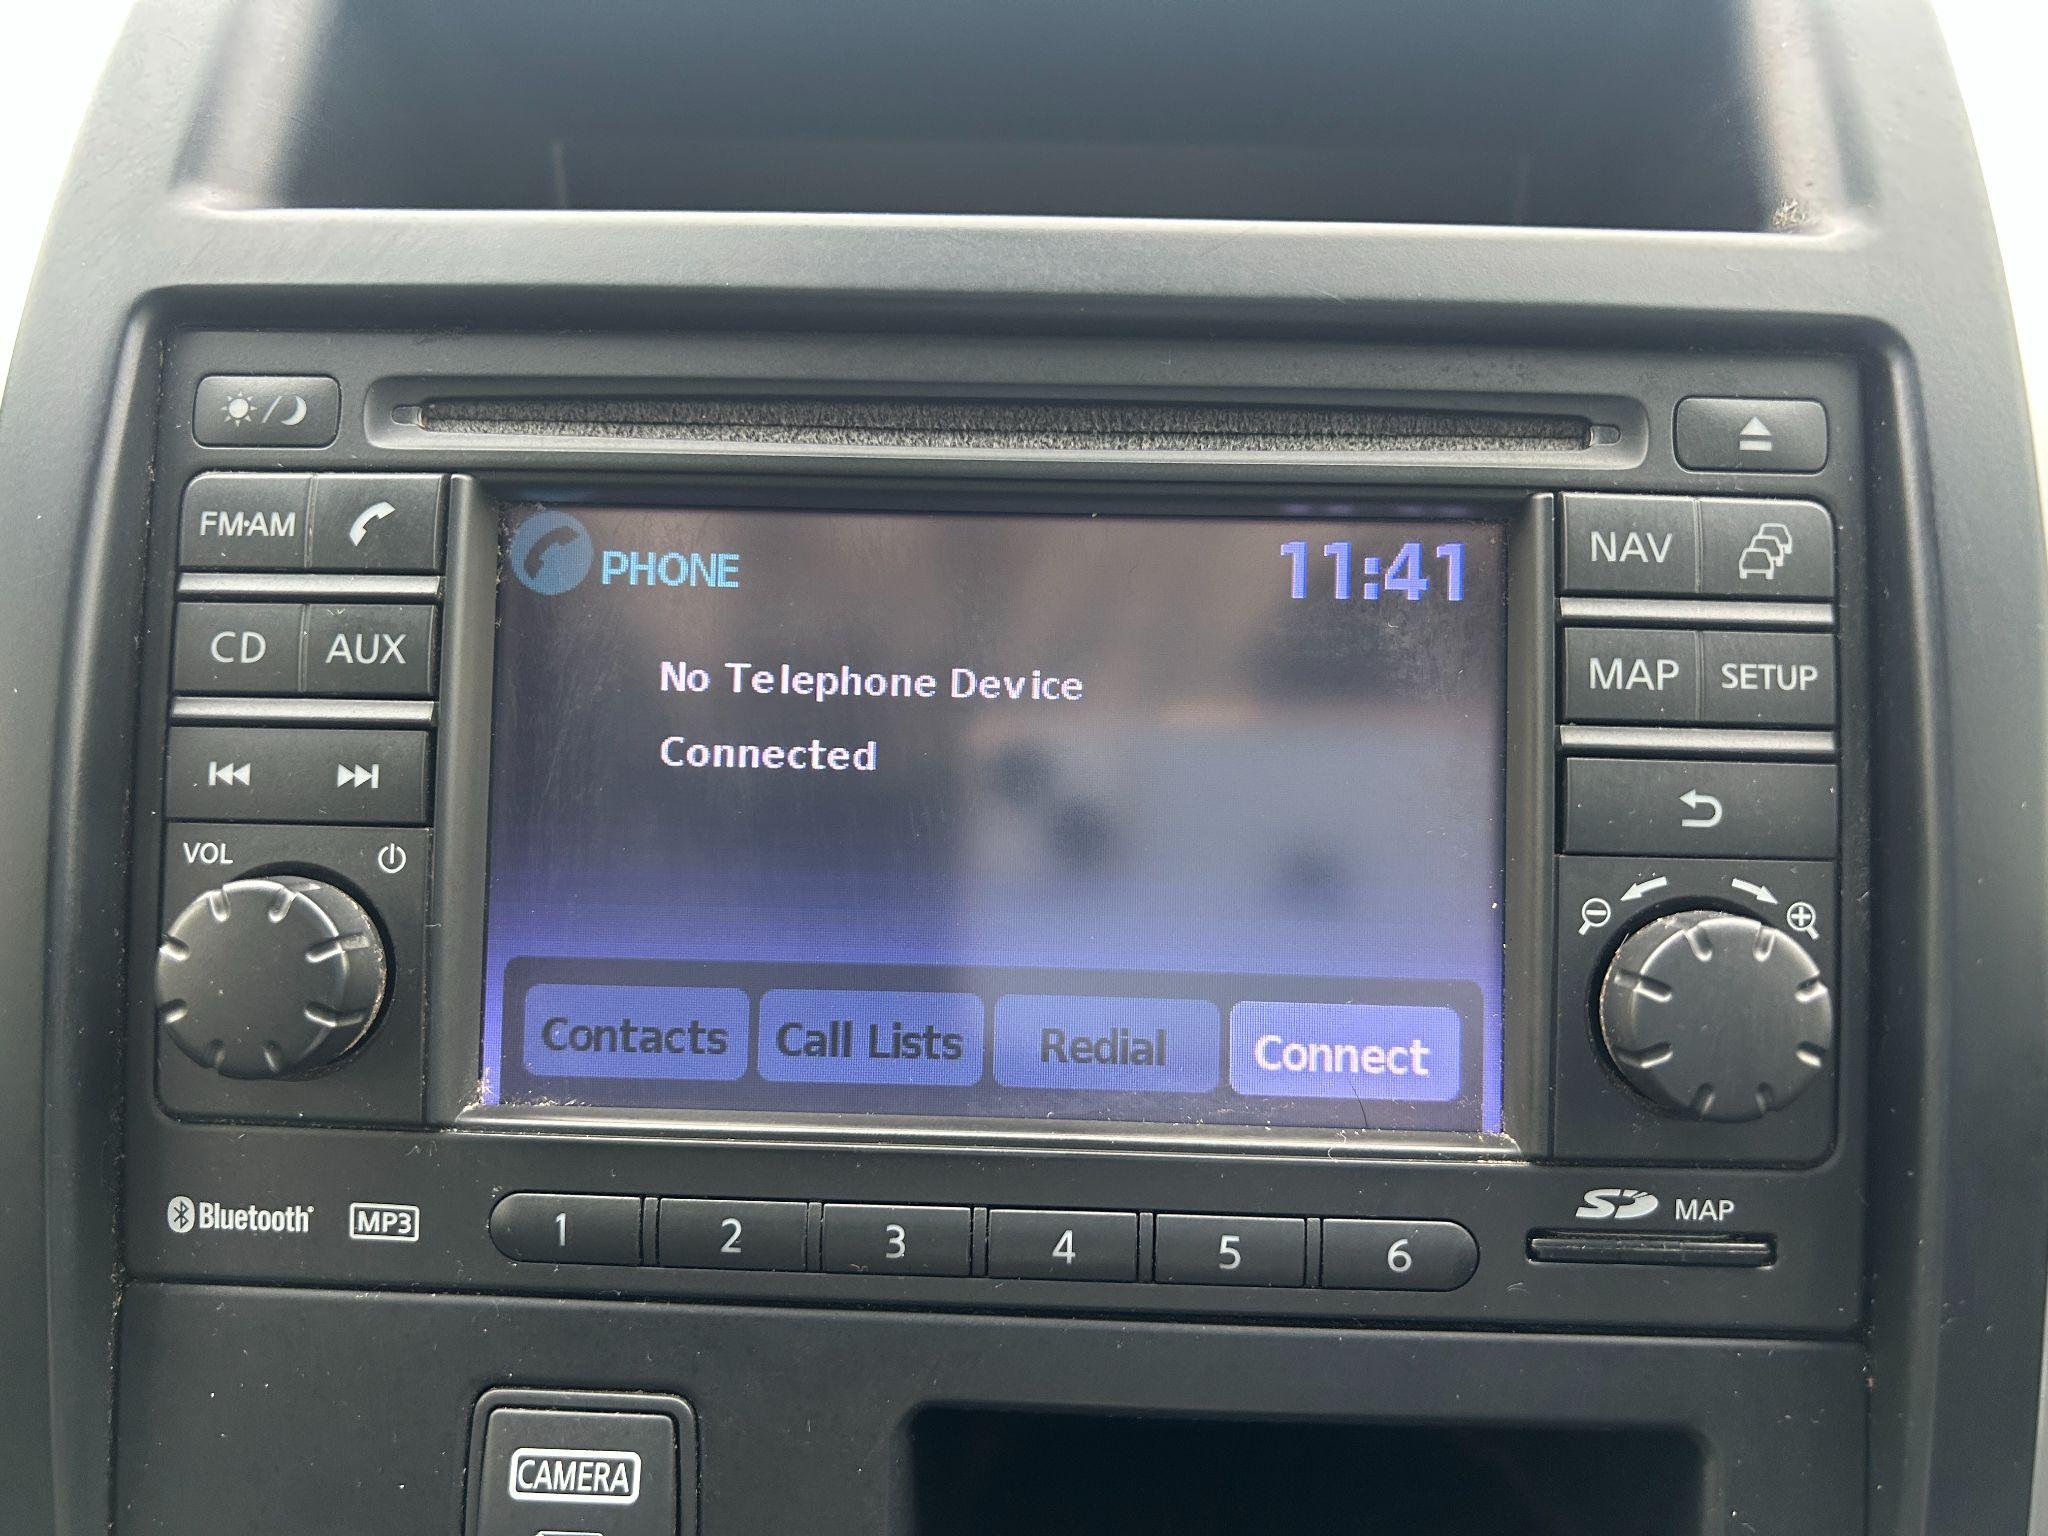 FM·AM
PHONE
11:41
NAV
CD
AUX
No Telephone Device
MAP
SETUP
Connected
VOL
Contacts
Call Lists
Redial
Connect
Bluetooth
MP3
1
2
3
4
5
6
SD
MAP
CAMERA